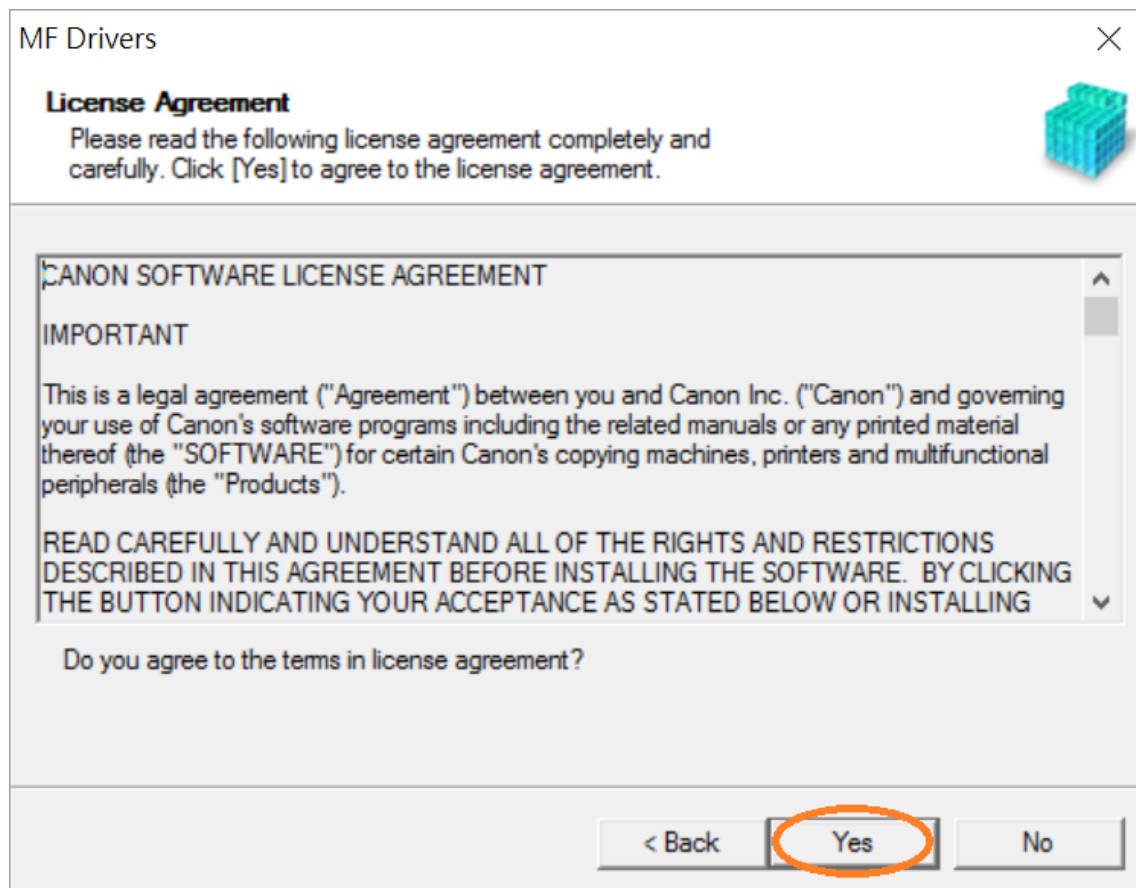 MF Drivers
License Agreement
Please read the following license agreement completely and
carefully. Click [Yes] to agree to the license agreement.
CANON SOFTWARE LICENSE AGREEMENT
IMPORTANT
This is a legal agreement ("Agreement") between you and Canon Inc. ("Canon") and governing
your use of Canon's software programs including the related manuals or any printed material
thereof (the "SOFTWARE") for certain Canon's copying machines, printers and multifunctional
peripherals (the "Products").
READ CAREFULLY AND UNDERSTAND ALL OF THE RIGHTS AND RESTRICTIONS
DESCRIBED IN THIS AGREEMENT BEFORE INSTALLING THE SOFTWARE.  BY CLICKING
THE BUTTON INDICATING YOUR ACCEPTANCE AS STATED BELOW OR INSTALLING
Do you agree to the terms in license agreement?
< Back
Yes
No